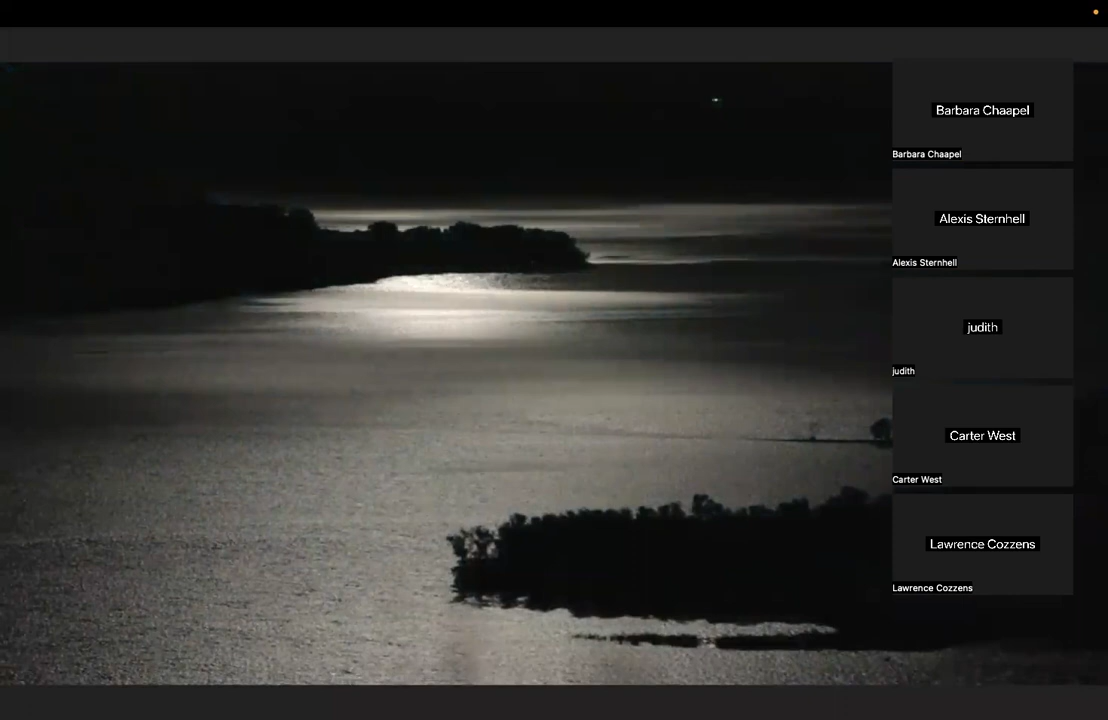 Barbara Chaapel
Barbara Chaapel
Alexis Sternhell
Alexis Sternhell
judith
judith
Carter West
Carter West
Lawrence Cozzens
Lawrence Cozzens